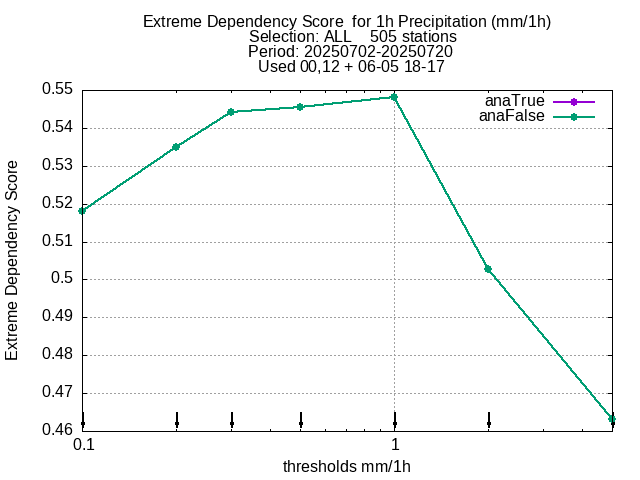 Extreme Dependency Score  for 1h Precipitation (mm/1h)
Selection: ALL    505 stations
Period: 20250702-20250720
Used 00,12 + 06-05 18-17
anaTrue
anaFalse
Extreme Dependency Score
0.55
0.54
0.53
0.52
0.51
0.5
0.49
0.48
0.47
0.46
0.1
1
thresholds mm/1h